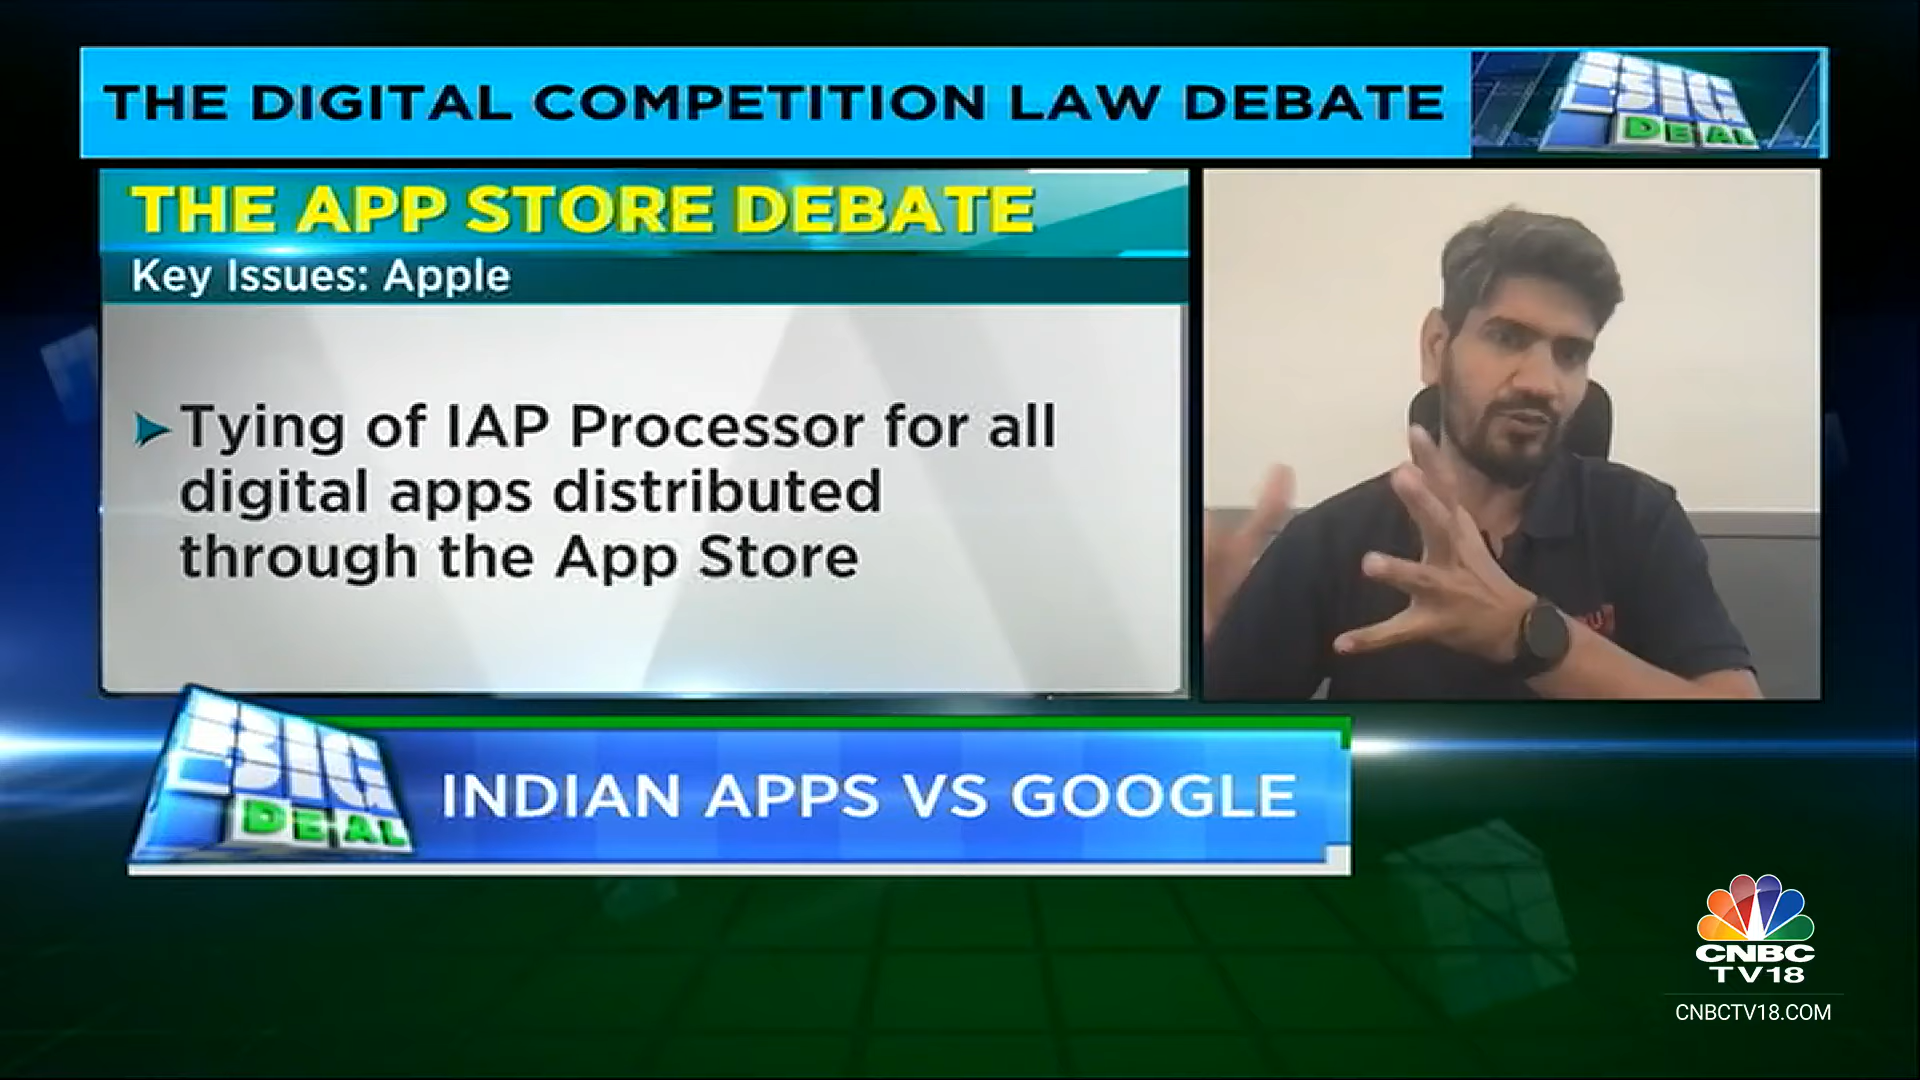 THE DIGITAL COMPETITION LAW DEBATE
BIG
DEAL
THE APP STORE DEBATE
Key Issues: Apple
Tying of IAP Processor for all
digital apps distributed
through the App Store
BIG
DEAL
INDIAN APPS VS GOOGLE
CNBC
TV18
CNBCTV18.COM